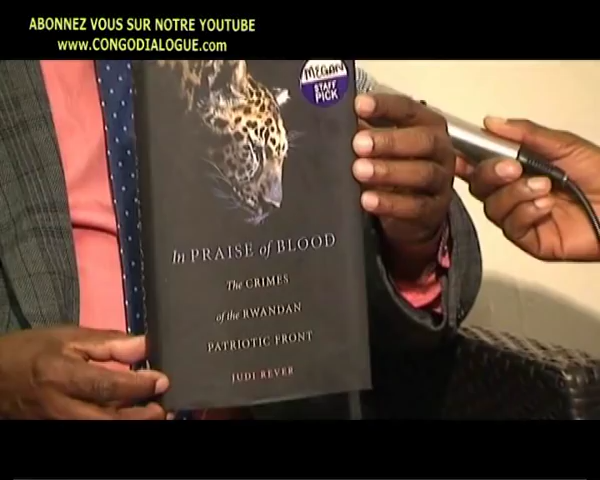 ABONNEZ VOUS SUR NOTRE YOUTUBE
www.CONGODIALOGUE.com
MEGAN
STAFF
PICK
In PRAISE of BLOOD
The CRIMES
of the RWANDAN
PATRIOTIC FRONT
JUDI REVER